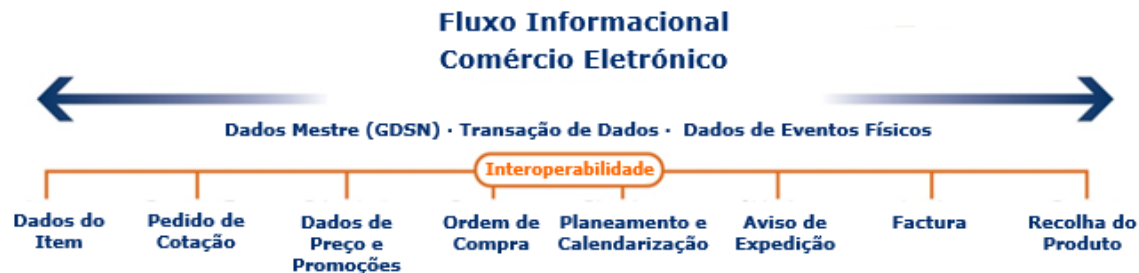 Fluxo Informacional
Comércio Eletrónico
Dados Mestre (GDSN) · Transação de Dados · Dados de Eventos Físicos
Interoperabilidade
Dados do
Item
Pedido de
Cotação
Dados de
Preço e
Promoções
Ordem de
Compra
Planeamento e
Calendarização
Aviso de
Expedição
Factura
Recolha do
Produto